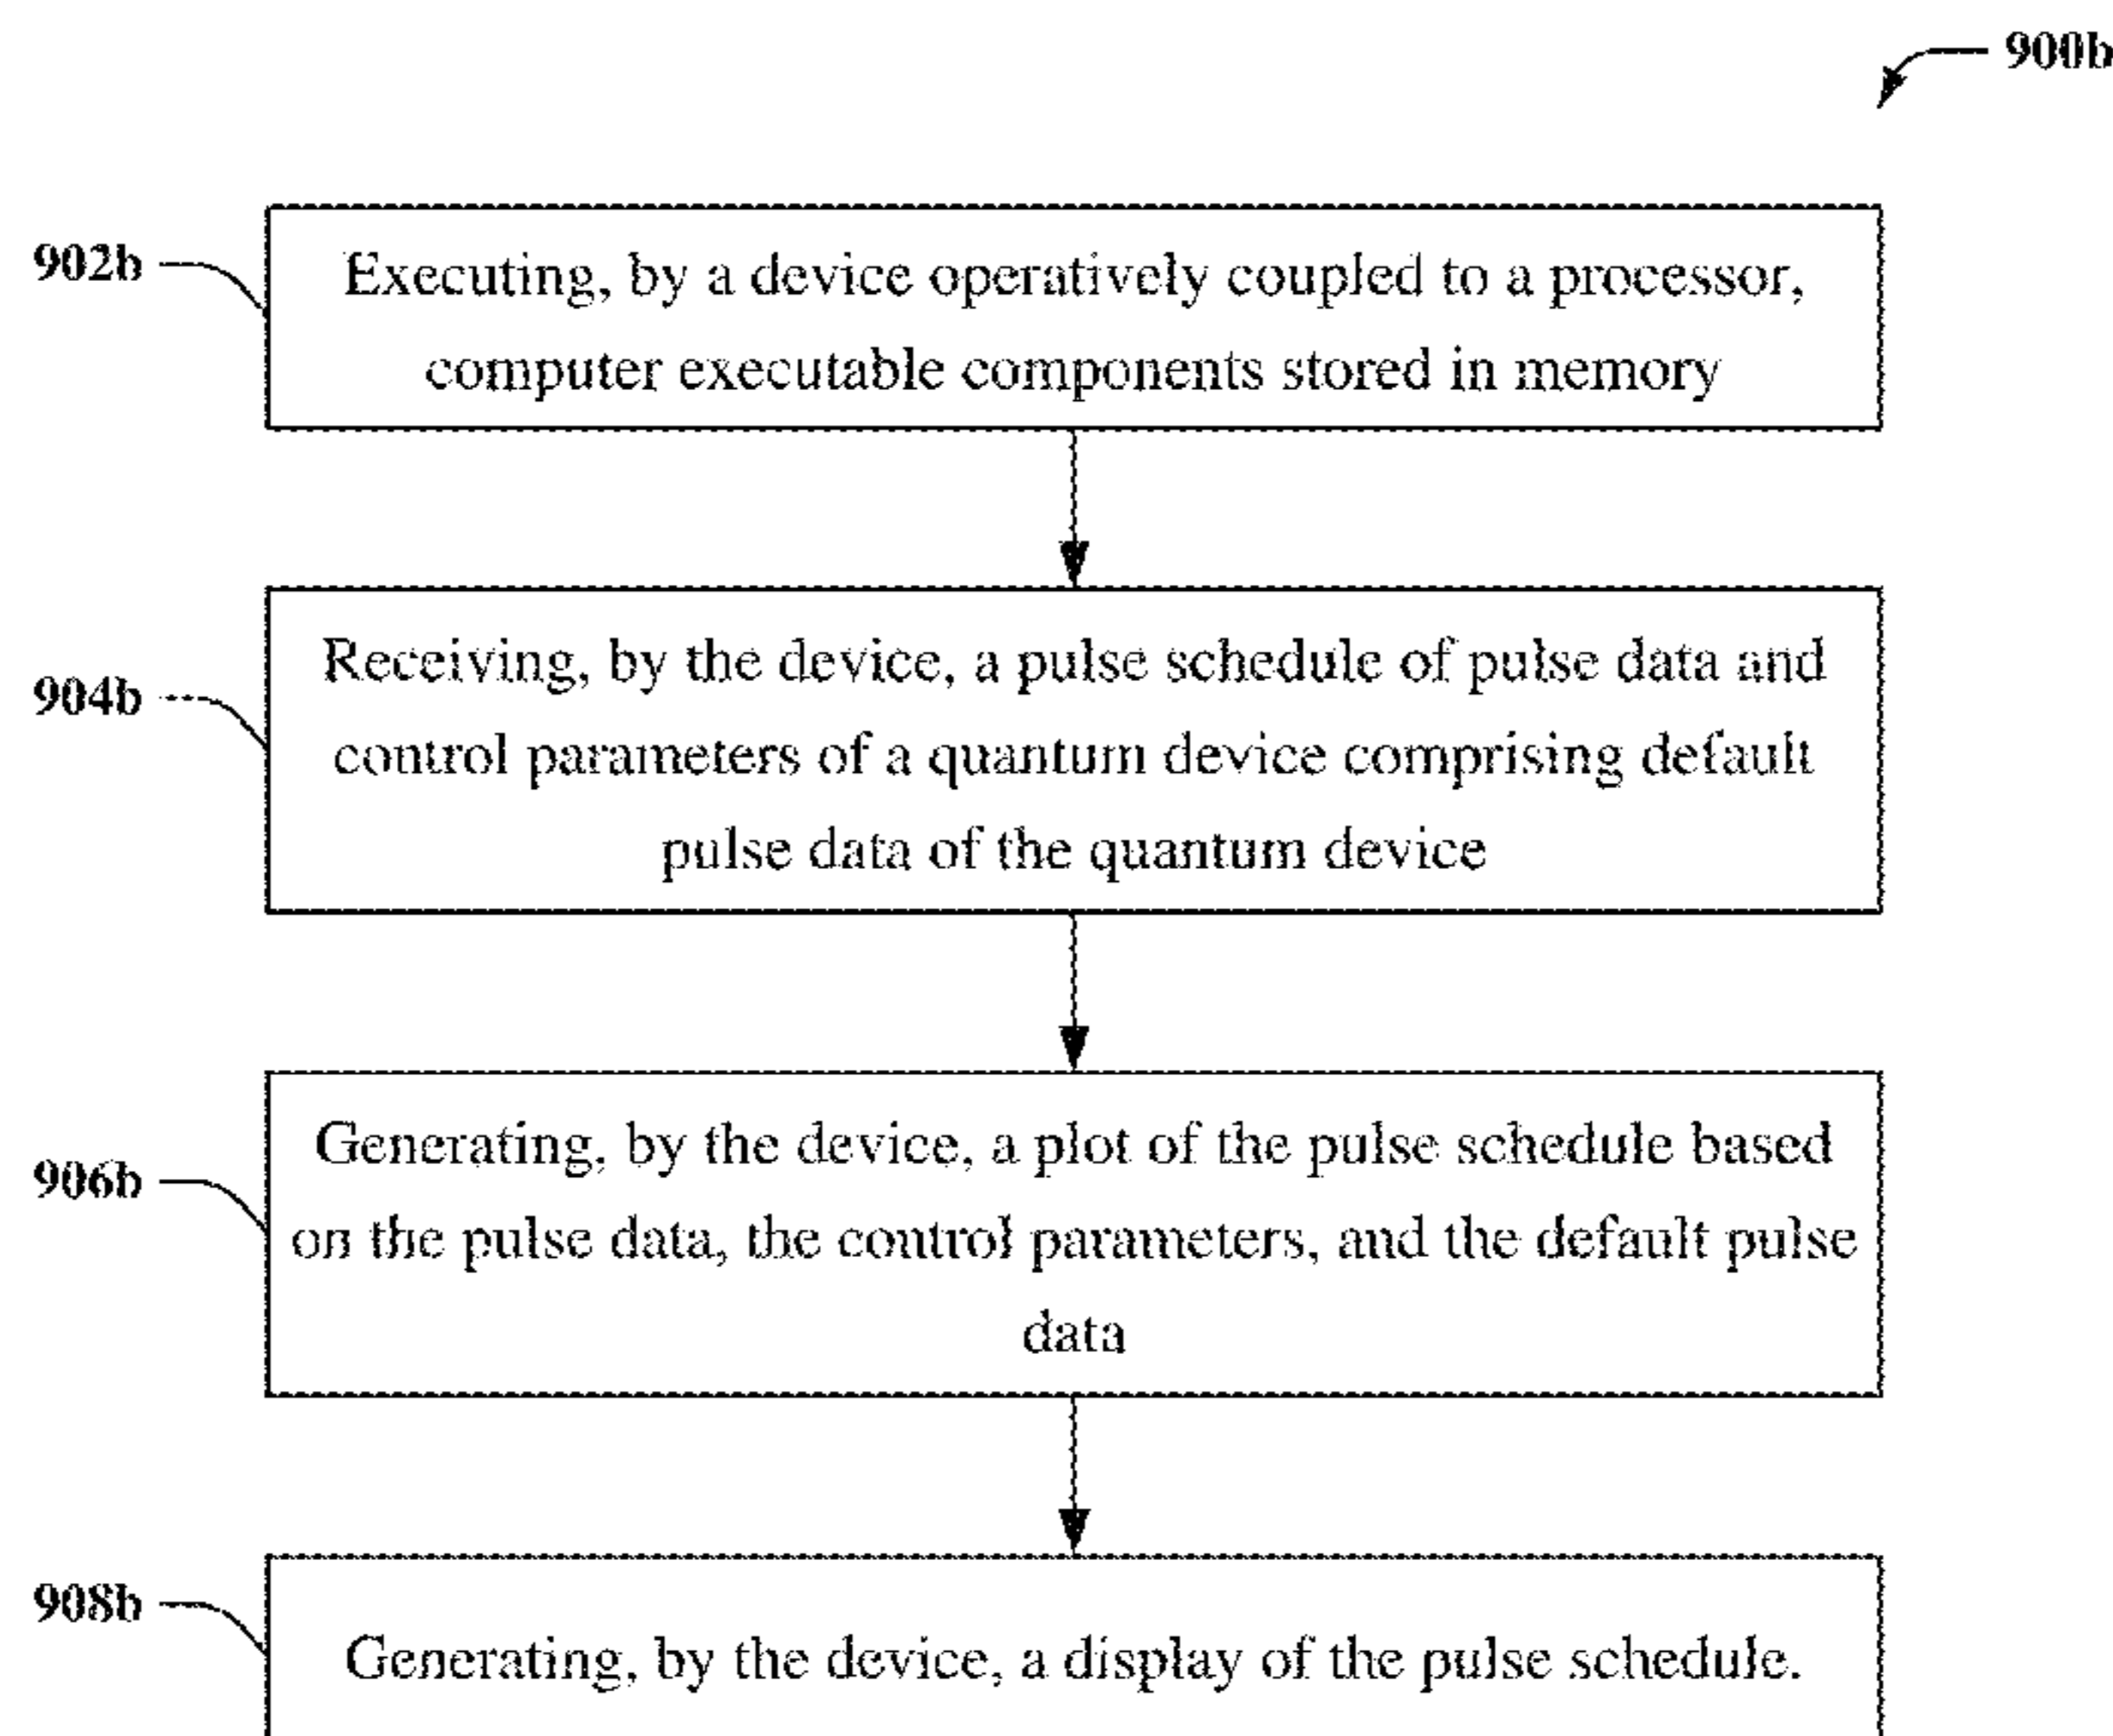 900b
902b
Executing, by a device operatively coupled to a processor,
computer executable components stored in memory
904b
Receiving, by the device, a pulse schedule of pulse data and
control parameters of a quantum device comprising default
pulse data of the quantum device
906b
Generating, by the device, a plot of the pulse schedule based
on the pulse data, the control parameters, and the default pulse
data
908b
Generating, by the device, a display of the pulse schedule.